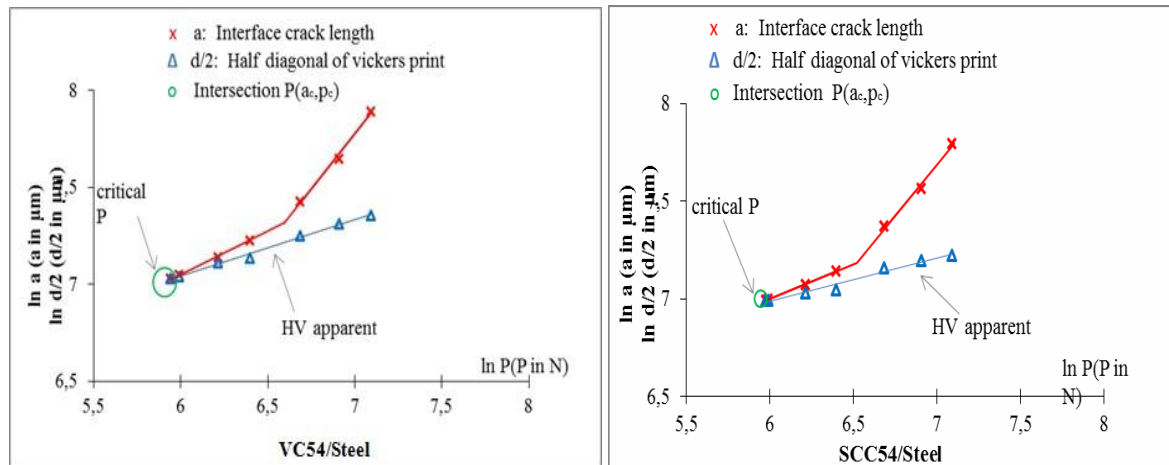 a: Interface crack length
d/2: Half diagonal of vickers print
Intersection P(ac,pc)
8
,5
7
6,5
ln a (a in µm)
ln d/2 (d/2 in µm)
critical
P
HV apparent
ln P(P in N)
5,5 6 6,5 7 7,5 8
VC54/Steel
a: Interface crack length
d/2: Half diagonal of vickers print
Intersection P(ac,pc)
8
,5
7
6,5
ln a (a in µm)
ln d/2 (d/2 in µm)
critical P
HV apparent
ln P(P in
N)
5,5 6 6,5 7 7,5 8
SCC54/Steel